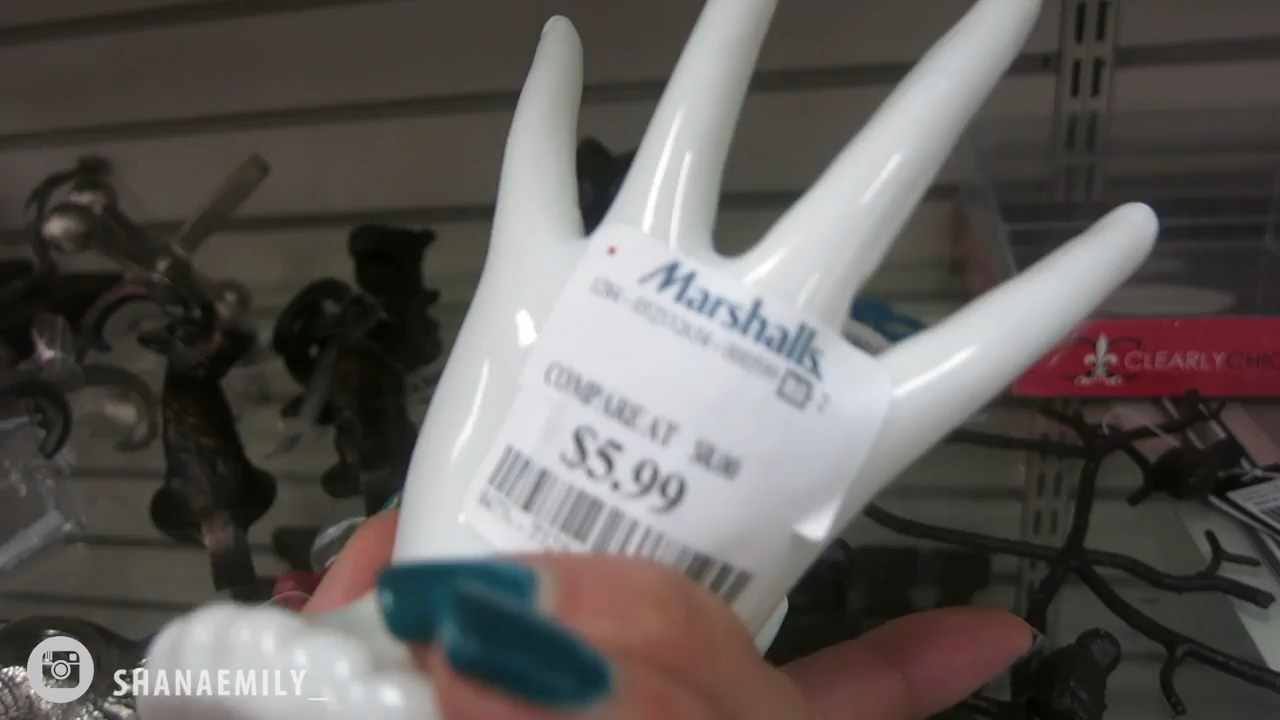 Marshalls
COMPARE AT
$5.99
CLEARLY CHIC
SHANAEMILY_